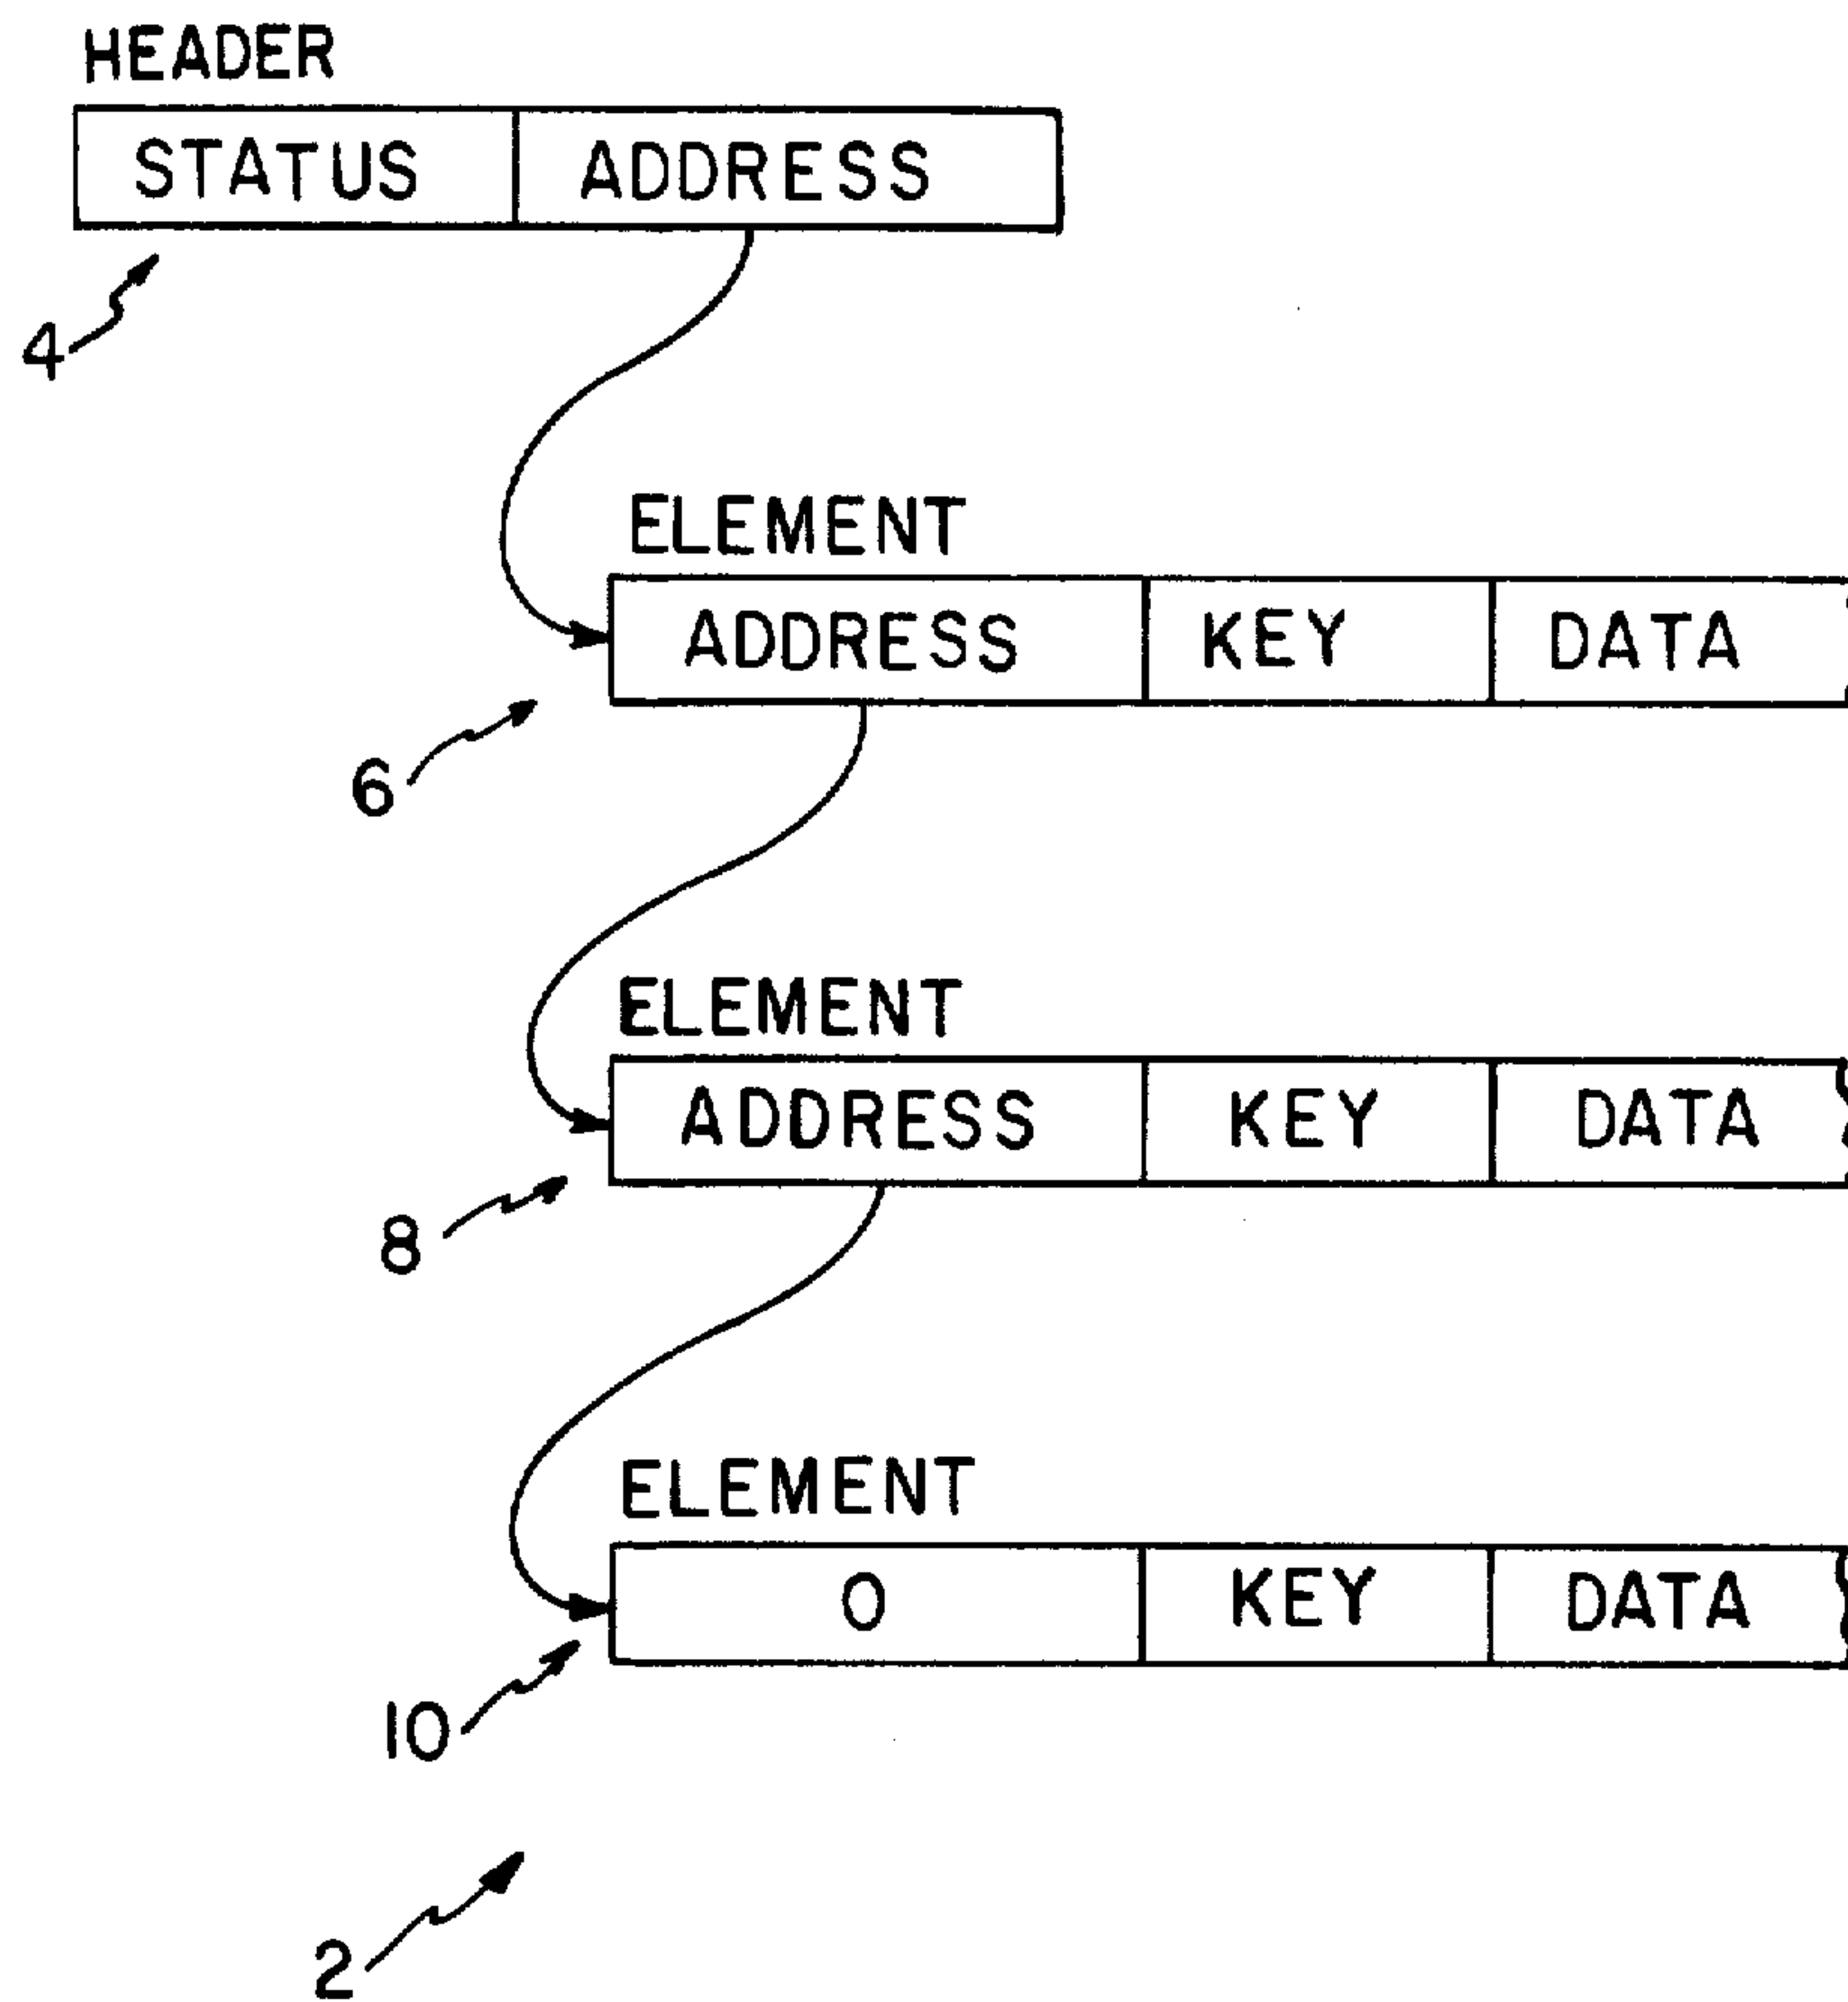 HEADER
STATUS ADDRESS
4
ELEMENT
ADDRESS KEY DATA
6
ELEMENT
ADDRESS KEY DATA
8
ELEMENT
0 KEY DATA
10
2